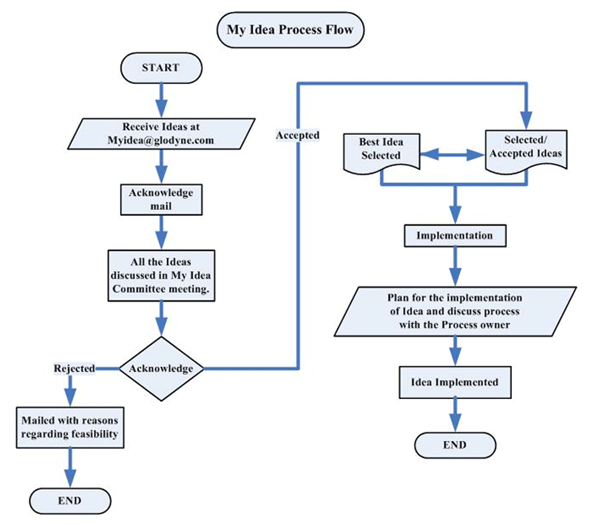 My Idea Process Flow
START
Receive Ideas at
Myidea@glodyne.com
Acknowledge
mail
All the Ideas
discussed in My Idea
Committee meeting.
Acknowledge
Rejected
Mailed with reasons
regarding feasibility
END
Accepted
Best Idea
Selected
Selected/
Accepted Ideas
Implementation
Plan for the implementation
of Idea and discuss process
with the Process owner
Idea Implemented
END